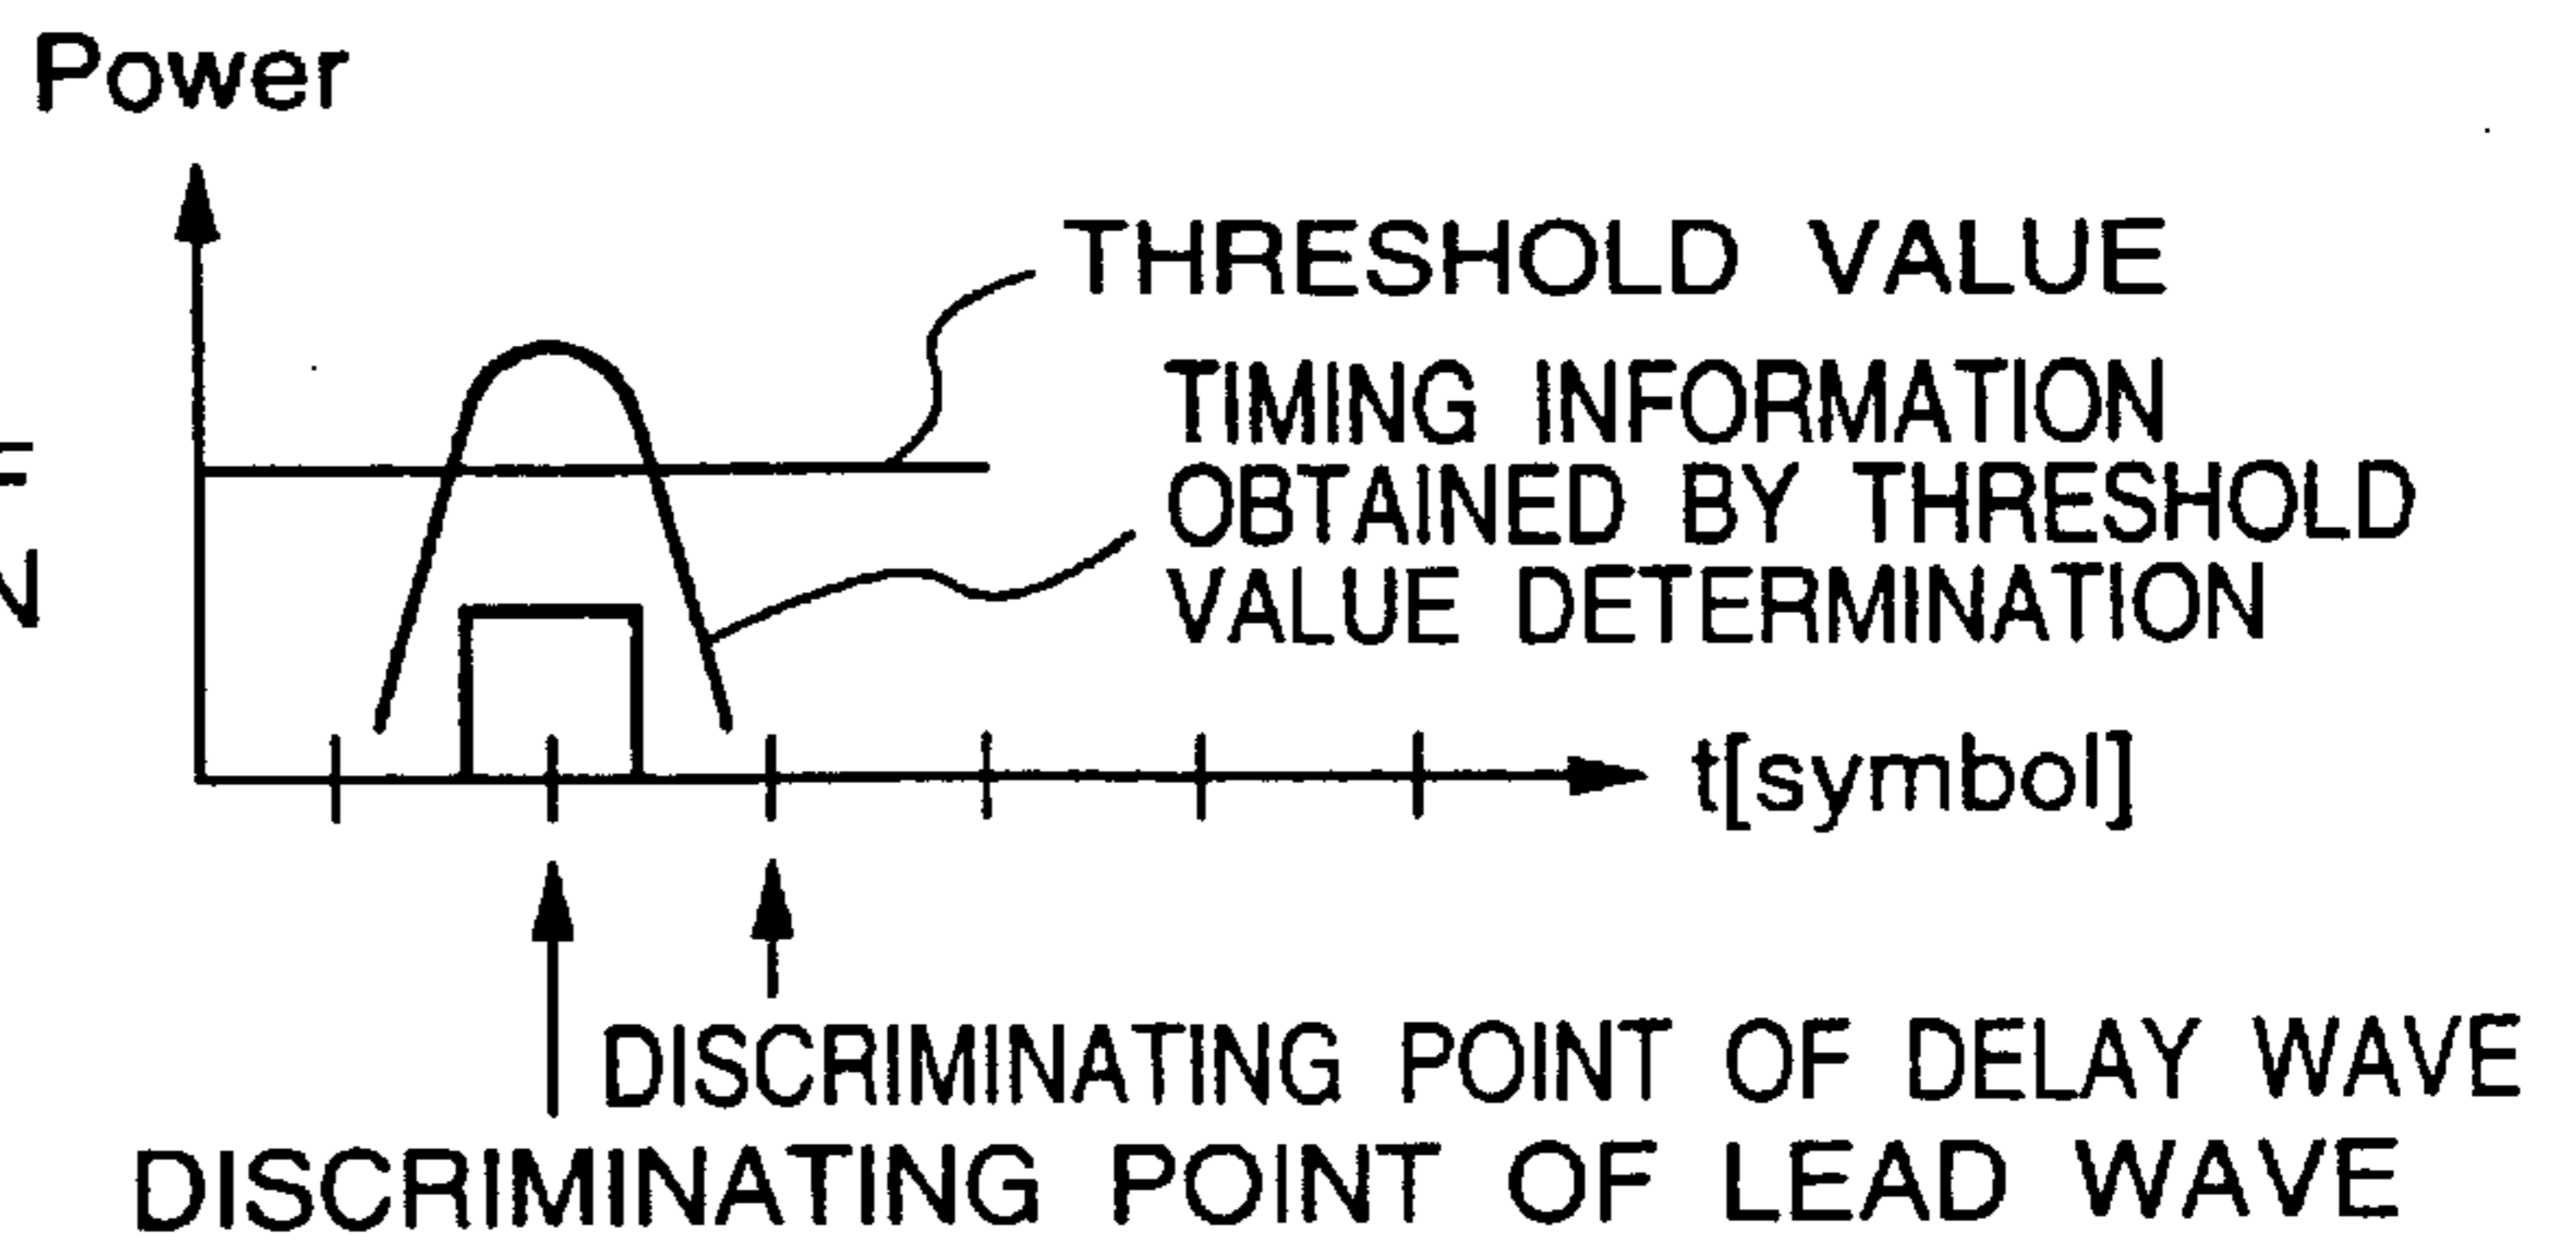 Power
THRESHOLD VALUE
TIMING INFORMATION
OBTAINED BY THRESHOLD
VALUE DETERMINATION
t[symbol]
DISCRIMINATING POINT OF DELAY WAVE
DISCRIMINATING POINT OF LEAD WAVE